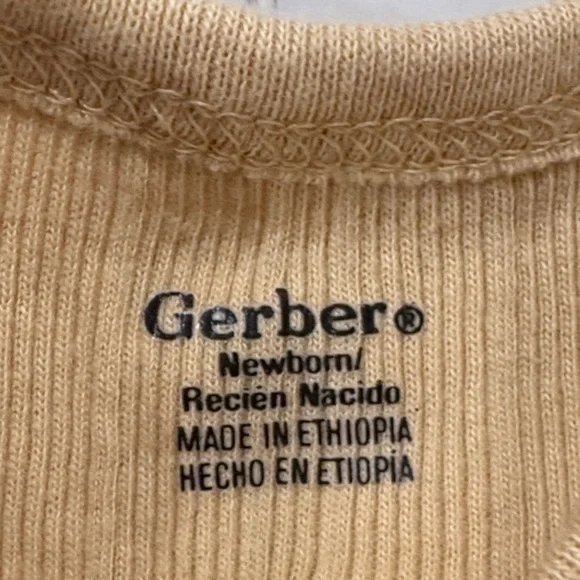 Gerber®
Newborn/
Recién Nacido
MADE IN ETHIOPIA
HECHO EN ETIOPÍA